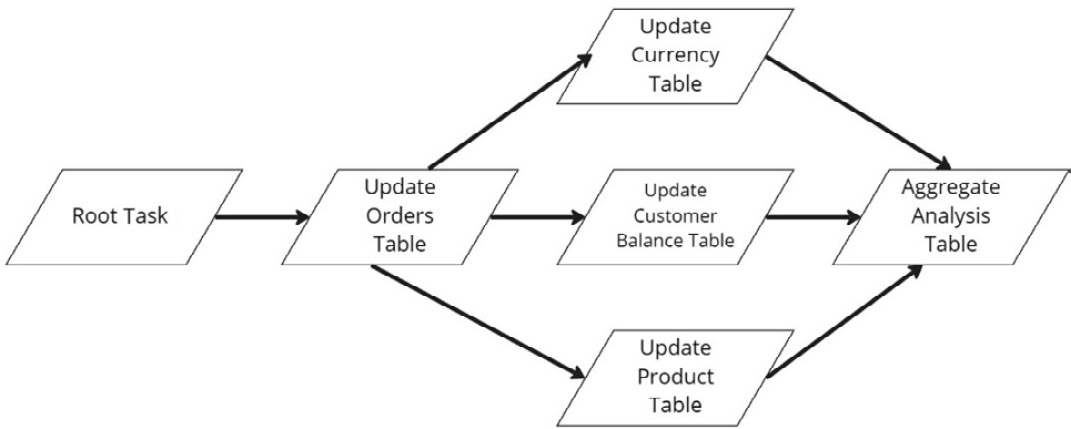 Root Task
Update
Orders
Table
Update
Currency
Table
Update
Customer
Balance Table
Update
Product
Table
Aggregate
Analysis
Table